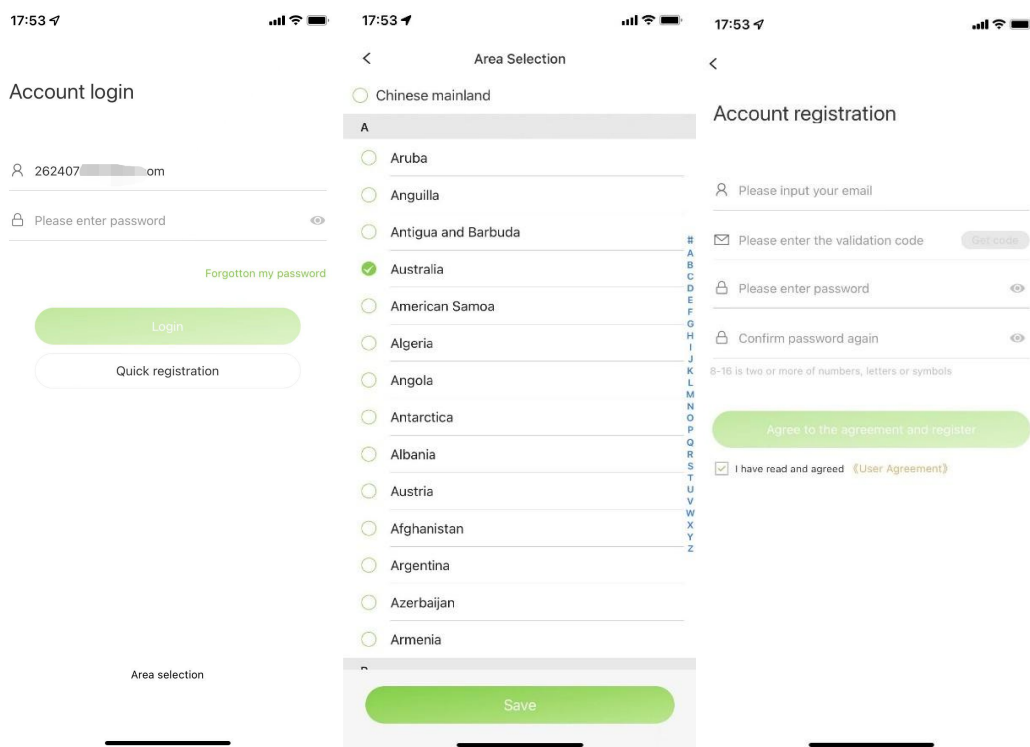 17:53
Account login
262407 om
Please enter password
Forgotton my password
Login
Quick registration
Area selection
17:53
Area Selection
Chinese mainland
A
Aruba
Anguilla
Antigua and Barbuda
Australia
American Samoa
Algeria
Angola
Antarctica
Albania
Austria
Afghanistan
Argentina
Azerbaijan
Armenia
#
A
B
C
D
E
F
G
H
I
J
K
L
M
N
O
P
Q
R
S
T
U
V
W
X
Y
Z
Save
17:53
Account registration
Please input your email
Please enter the validation code
Get code
Please enter password
Confirm password again
8-16 is two or more of numbers, letters or symbols
Agree to the agreement and register
I have read and agreed 《User Agreement》